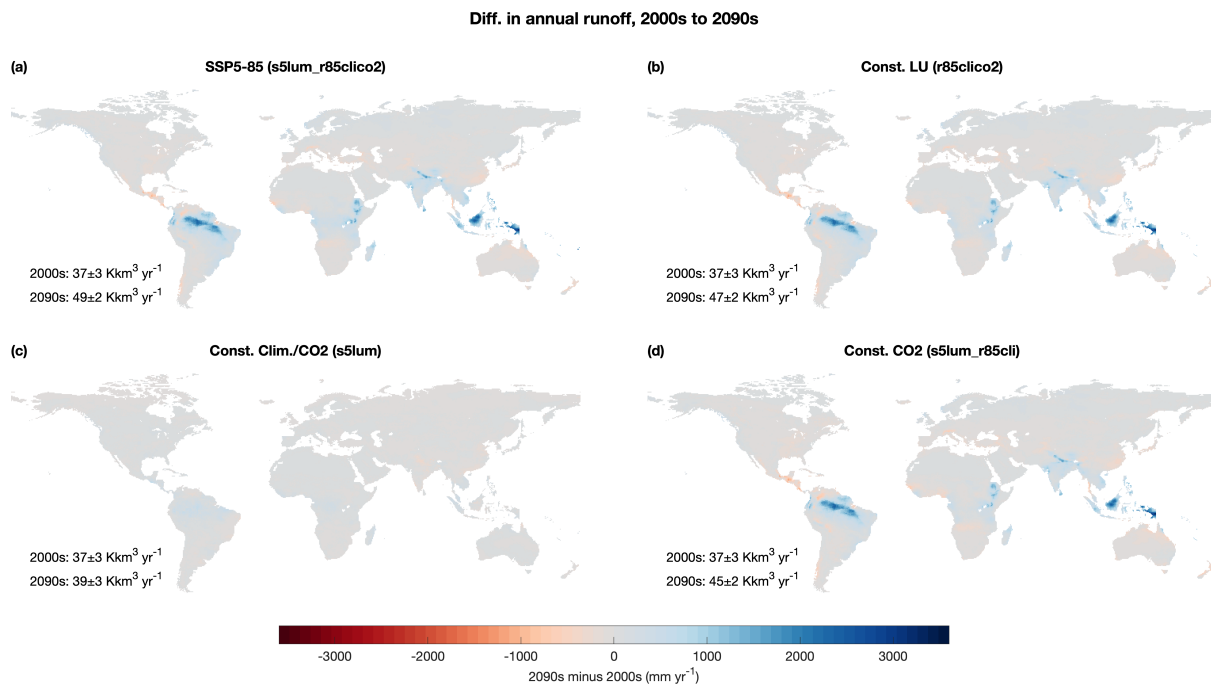 Diff. in annual runoff, 2000s to 2090s
(a) SSP5-85 (s5lum_r85clico2)
2000s: 37±3 Kkm³ yr⁻¹
2090s: 49±2 Kkm³ yr⁻¹
(b) Const. LU (r85clico2)
2000s: 37±3 Kkm³ yr⁻¹
2090s: 47±2 Kkm³ yr⁻¹
(c) Const. Clim./CO2 (s5lum)
2000s: 37±3 Kkm³ yr⁻¹
2090s: 39±3 Kkm³ yr⁻¹
(d) Const. CO2 (s5lum_r85cli)
2000s: 37±3 Kkm³ yr⁻¹
2090s: 45±2 Kkm³ yr⁻¹
-3000 -2000 -1000 0 1000 2000 3000
2090s minus 2000s (mm yr⁻¹)